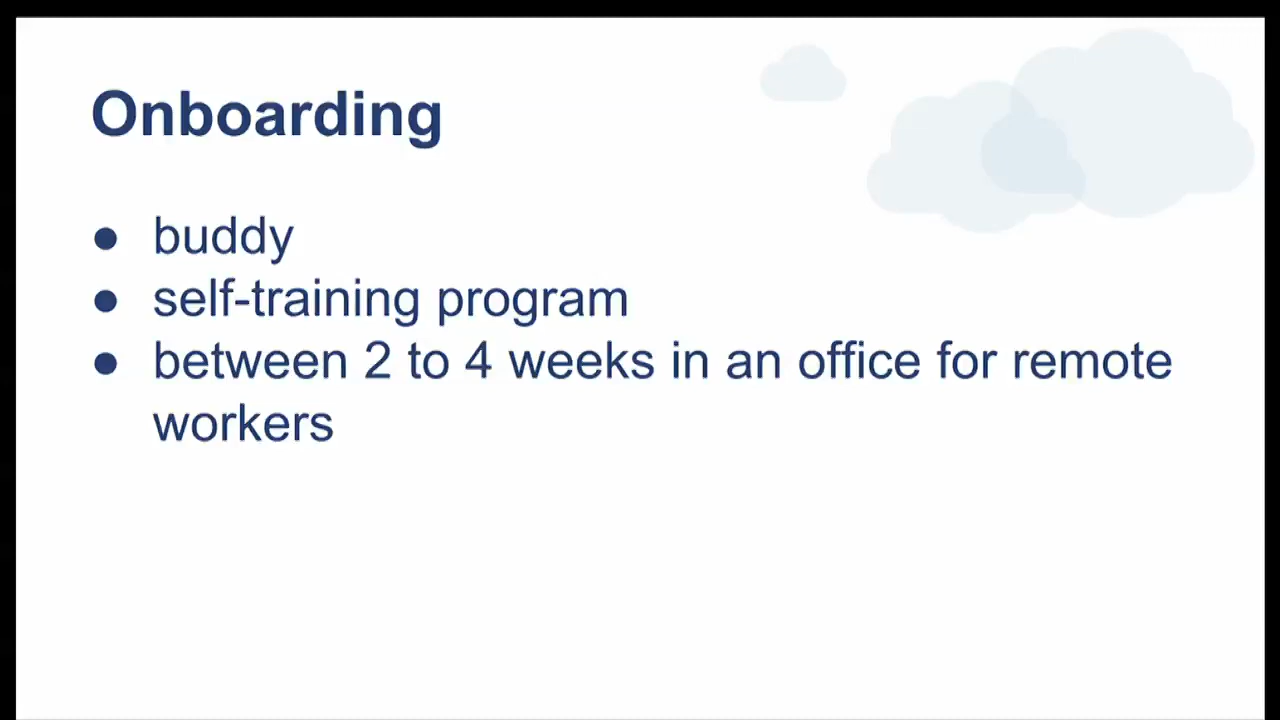 Onboarding
● buddy
● self-training program
● between 2 to 4 weeks in an office for remote
workers